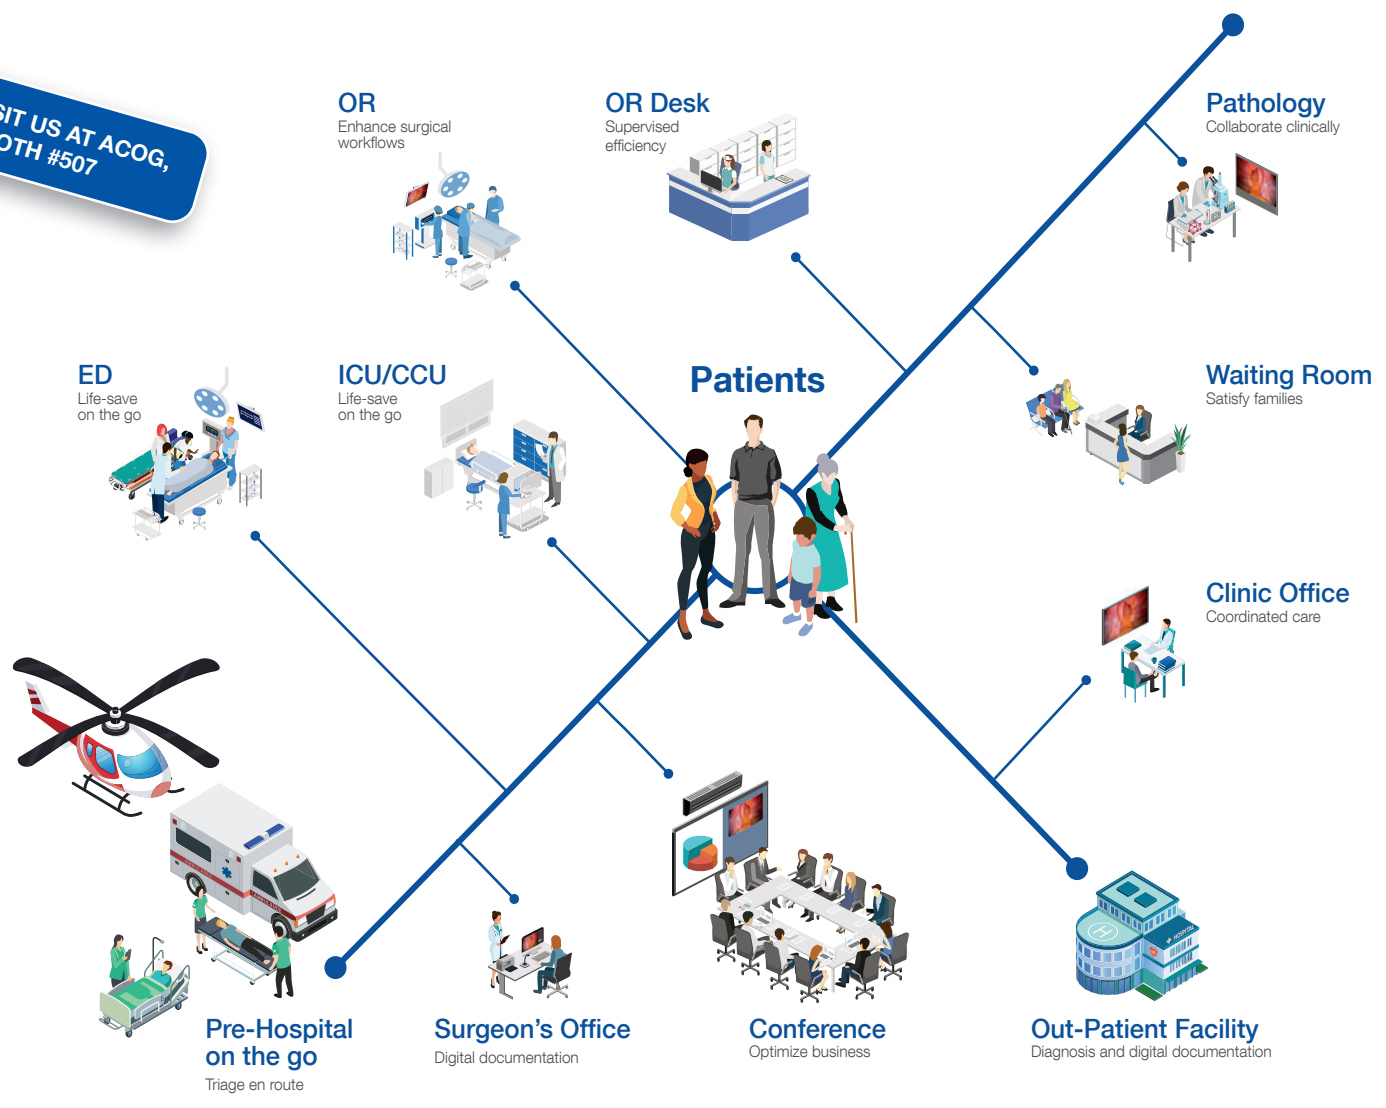 SIT US AT ACOG,
OTH #507
OR
Enhance surgical
workflows
OR Desk
Supervised
efficiency
Pathology
Collaborate clinically
ED
Life-save
on the go
ICU/CCU
Life-save
on the go
Patients
Waiting Room
Satisfy families
Clinic Office
Coordinated care
AMBULANCE
AMBULANCE
H
HOSPITAL
Pre-Hospital
on the go
Triage en route
Surgeon's Office
Digital documentation
Conference
Optimize business
Out-Patient Facility
Diagnosis and digital documentation